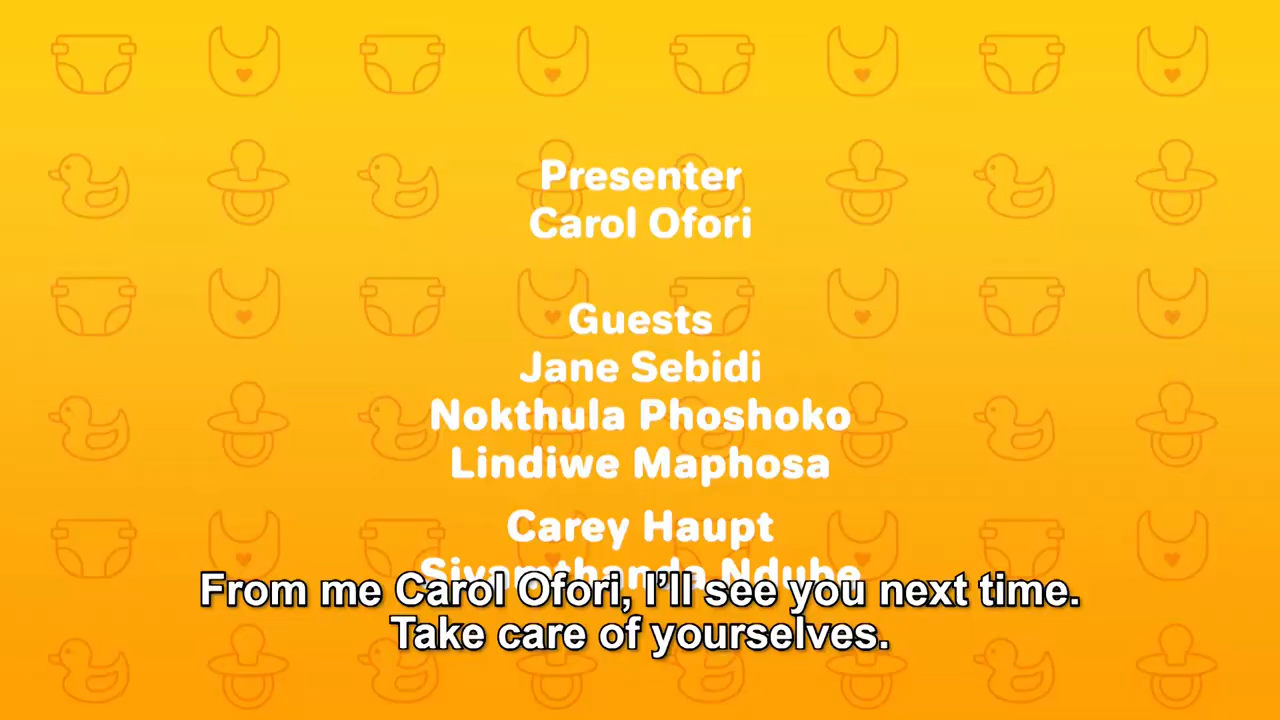 Presenter
Carol Ofori
Guests
Jane Sebidi
Nokthula Phoshoko
Lindiwe Maphosa
Carey Haupt
From me Carol Ofori, I'll see you next time.
Take care of yourselves.